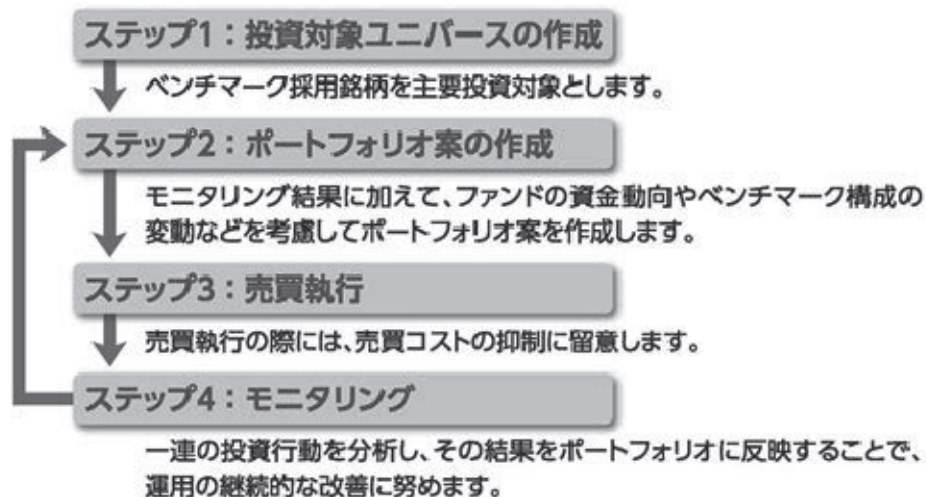 ステップ1：投資対象ユニバースの作成
ベンチマーク採用銘柄を主要投資対象とします。
ステップ2：ポートフォリオ案の作成
モニタリング結果に加えて、ファンドの資金動向やベンチマーク構成の
変動などを考慮してポートフォリオ案を作成します。
ステップ3：売買執行
売買執行の際には、売買コストの抑制に留意します。
ステップ4：モニタリング
一連の投資行動を分析し、その結果をポートフォリオに反映することで、
運用の継続的な改善に努めます。